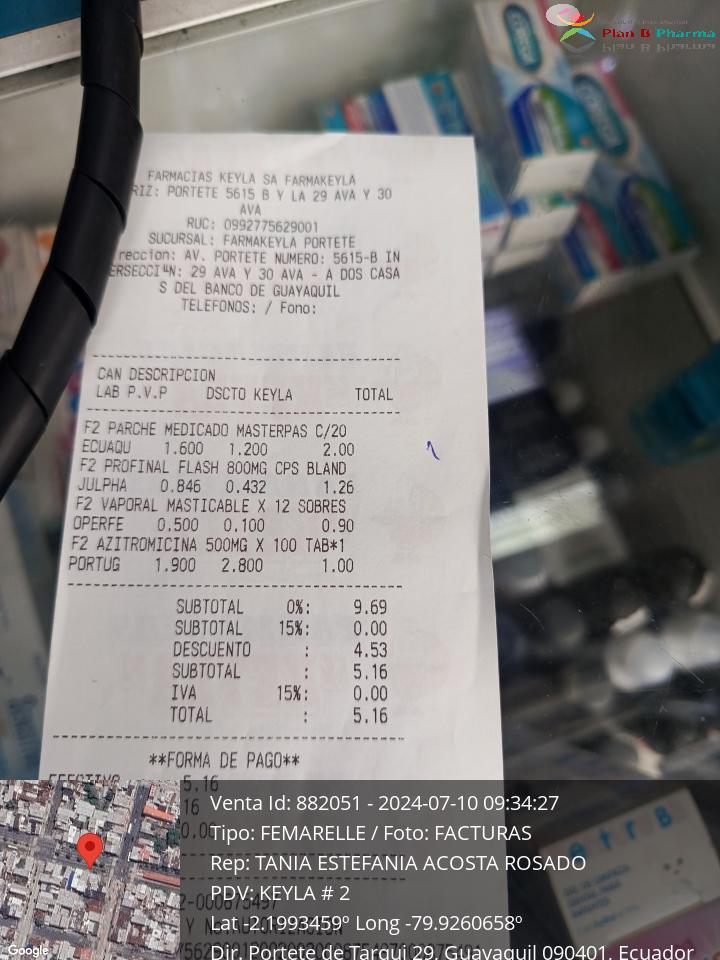 Plan B Pharma
FARMACIAS KEYLA SA FARMAKEYLA
RIZ: PORTETE 5615 B Y LA 29 AVA Y 30
AVA
RUC: 0992775629001
SUCURSAL: FARMAKEYLA PORTETE
reccion: AV. PORTETE NUMERO: 5615-B IN
ERSECCI N: 29 AVA Y 30 AVA - A DOS CASA
S DEL BANCO DE GUAYAQUIL
TELEFONOS: / Fono:
CAN DESCRIPCION
LAB P.V.P DSCTO KEYLA TOTAL
F2 PARCHE MEDICADO MASTERPAS C/20
ECUAQU 1.600 1.200 2.00
F2 PROFINAL FLASH 800MG CPS BLAND
JULPHA 0.846 0.432 1.26
F2 VAPORAL MASTICABLE X 12 SOBRES
OPERFE 0.500 0.100 0.90
F2 AZITROMICINA 500MG X 100 TAB*1
PORTUG 1.900 2.800 1.00
SUBTOTAL 0%: 9.69
SUBTOTAL 15%: 0.00
DESCUENTO : 4.53
SUBTOTAL : 5.16
IVA 15%: 0.00
TOTAL : 5.16
**FORMA DE PAGO**
EFECTIVO 5.16
Venta Id: 882051 - 2024-07-10 09:34:27
Tipo: FEMARELLE / Foto: FACTURAS
Rep: TANIA ESTEFANIA ACOSTA ROSADO
PDV: KEYLA # 2
Lat -2.1993459º Long -79.9260658º
Dir. Portete de Tarqui 29, Guayaquil 090401, Ecuador
Google